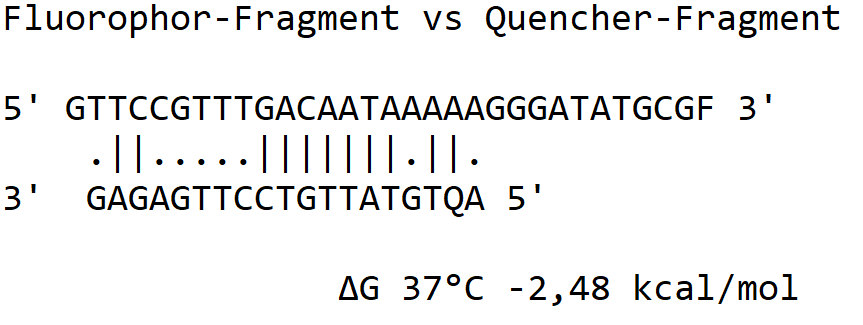 Fluorophor-Fragment vs Quencher-Fragment
5' GTTCCGTTTGACAATAAAAAGGGATATGCGF 3'
.||.....|||||||.||.
3' GAGAGTTCCTGTTATGTQA 5'
ΔG 37°C -2,48 kcal/mol